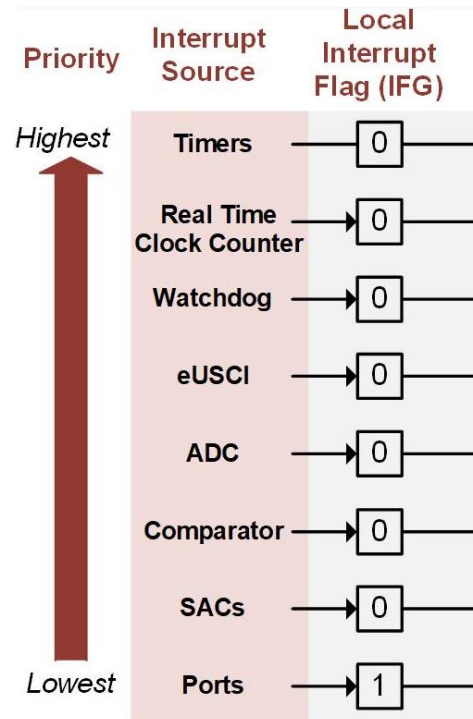 Priority
Interrupt
Source
Local
Interrupt
Flag (IFG)
Highest
Timers
0
Real Time
Clock Counter
0
Watchdog
0
eUSCI
0
ADC
0
Comparator
0
SACs
0
Lowest
Ports
1